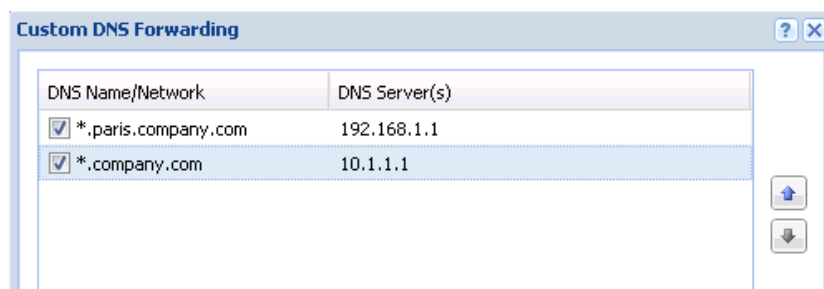 Custom DNS Forwarding
DNS Name/Network DNS Server(s)
*.paris.company.com 192.168.1.1
*.company.com 10.1.1.1